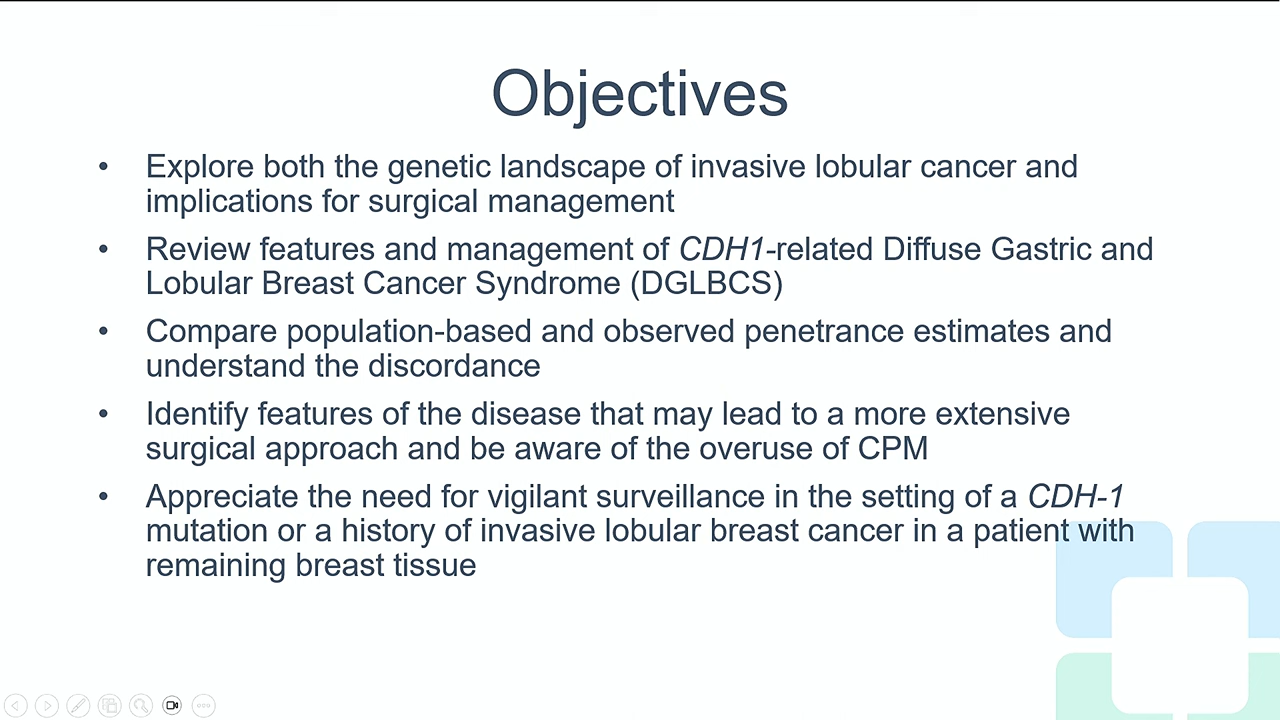 Objectives
• Explore both the genetic landscape of invasive lobular cancer and
implications for surgical management
• Review features and management of CDH1-related Diffuse Gastric and
Lobular Breast Cancer Syndrome (DGLBCS)
• Compare population-based and observed penetrance estimates and
understand the discordance
• Identify features of the disease that may lead to a more extensive
surgical approach and be aware of the overuse of CPM
• Appreciate the need for vigilant surveillance in the setting of a CDH-1
mutation or a history of invasive lobular breast cancer in a patient with
remaining breast tissue